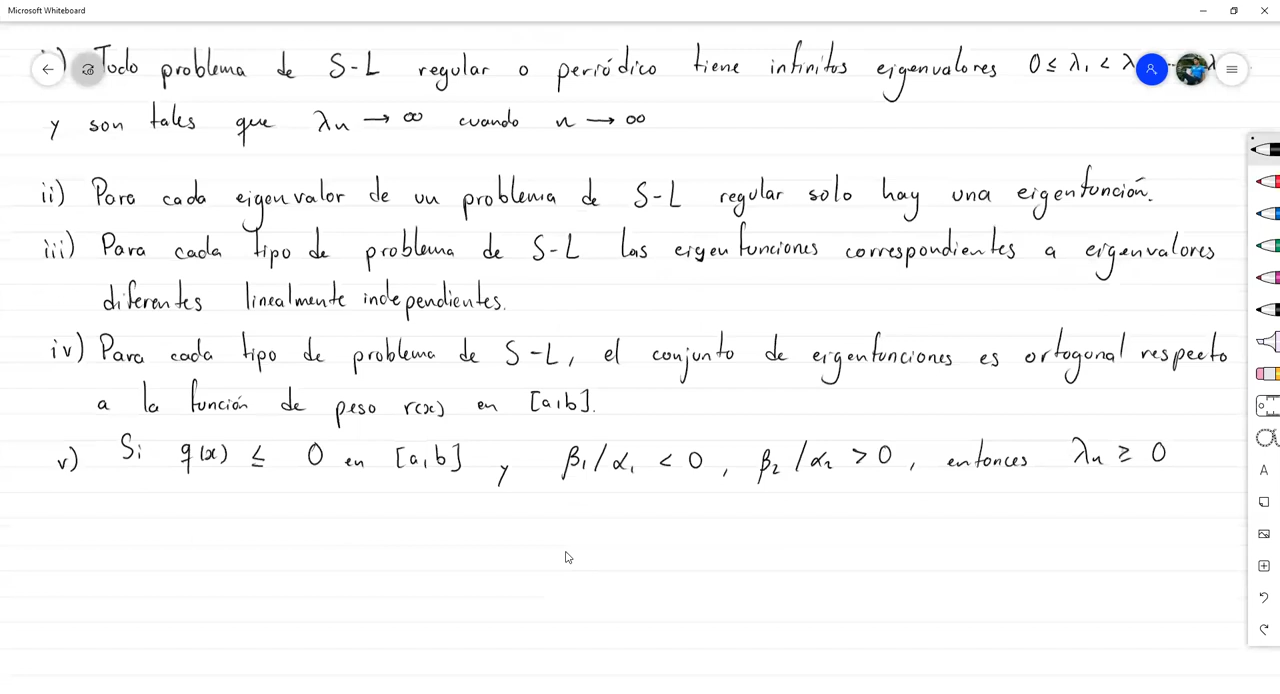 Microsoft Whiteboard
) Todo problema de S-L regular o periódico tiene infinitos eigenvalores 0 ≤ λ₁ < λ
y son tales que λn → ∞ cuando n → ∞
ii) Para cada eigenvalor de un problema de S-L regular solo hay una eigenfunción.
iii) Para cada tipo de problema de S-L las eigenfunciones correspondientes a eigenvalores
diferentes linealmente independientes.
iv) Para cada tipo de problema de S-L, el conjunto de eigenfunciones es ortogonal respecto
a la función de peso r(x) en [a,b].
v) Si q(x) ≤ 0 en [a,b] y β₁/α₁ < 0, β₂/α₂ > 0, entonces λn ≥ 0
A